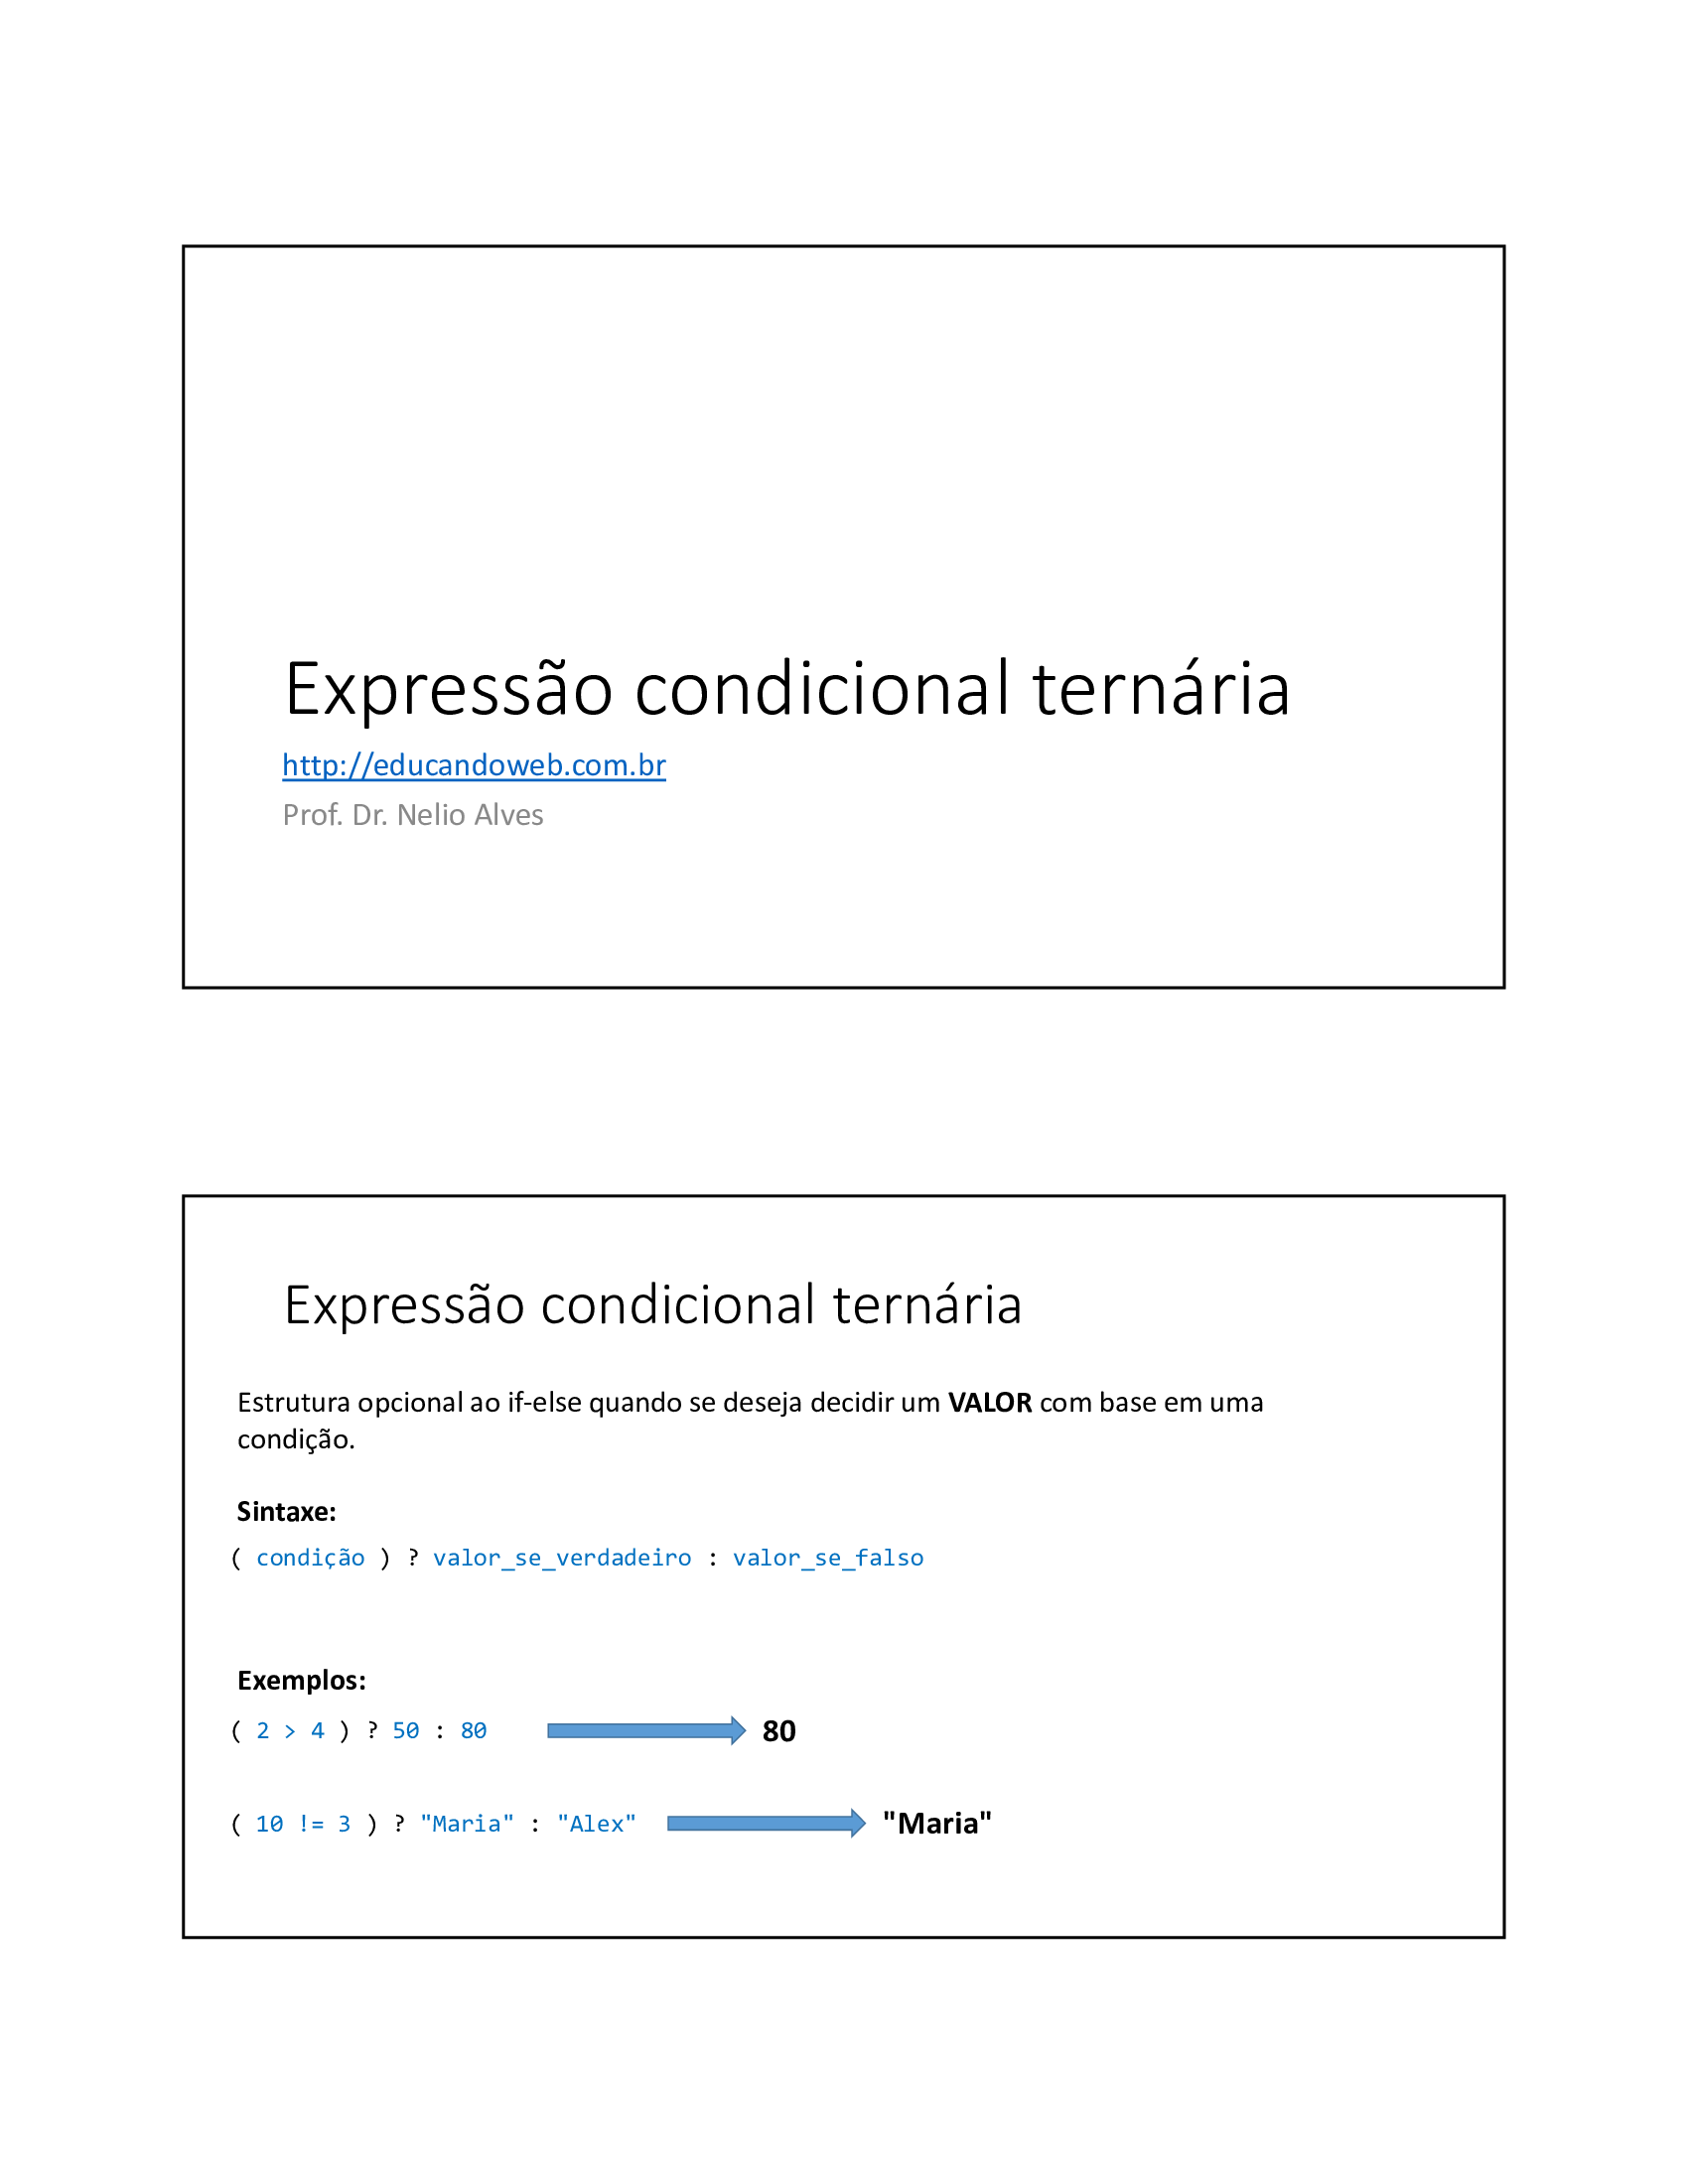 Expressão condicional ternária
http://educandoweb.com.br
Prof. Dr. Nelio Alves
Expressão condicional ternária
Estrutura opcional ao if-else quando se deseja decidir um VALOR com base em uma
condição.
Sintaxe:
( condição ) ? valor_se_verdadeiro : valor_se_falso
Exemplos:
( 2 > 4 ) ? 50 : 80 80
( 10 != 3 ) ? "Maria" : "Alex" "Maria"